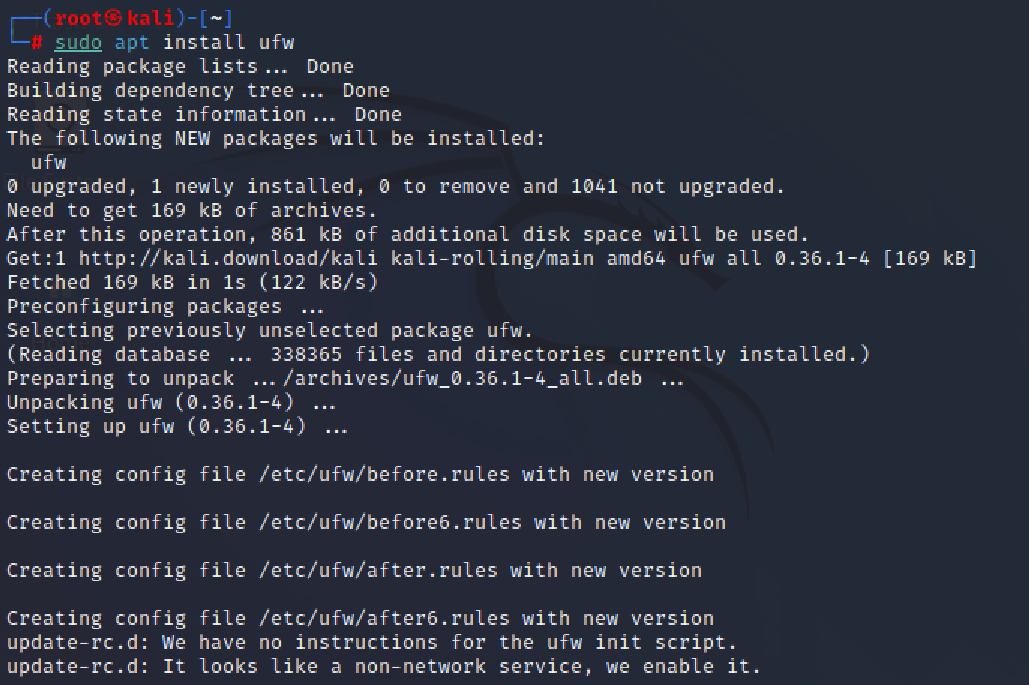 ┌──(root㉿kali)-[~]
└─# sudo apt install ufw
Reading package lists... Done
Building dependency tree... Done
Reading state information... Done
The following NEW packages will be installed:
  ufw
0 upgraded, 1 newly installed, 0 to remove and 1041 not upgraded.
Need to get 169 kB of archives.
After this operation, 861 kB of additional disk space will be used.
Get:1 http://kali.download/kali kali-rolling/main amd64 ufw all 0.36.1-4 [169 kB]
Fetched 169 kB in 1s (122 kB/s)
Preconfiguring packages ...
Selecting previously unselected package ufw.
(Reading database ... 338365 files and directories currently installed.)
Preparing to unpack .../archives/ufw_0.36.1-4_all.deb ...
Unpacking ufw (0.36.1-4) ...
Setting up ufw (0.36.1-4) ...

Creating config file /etc/ufw/before.rules with new version

Creating config file /etc/ufw/before6.rules with new version

Creating config file /etc/ufw/after.rules with new version

Creating config file /etc/ufw/after6.rules with new version
update-rc.d: We have no instructions for the ufw init script.
update-rc.d: It looks like a non-network service, we enable it.